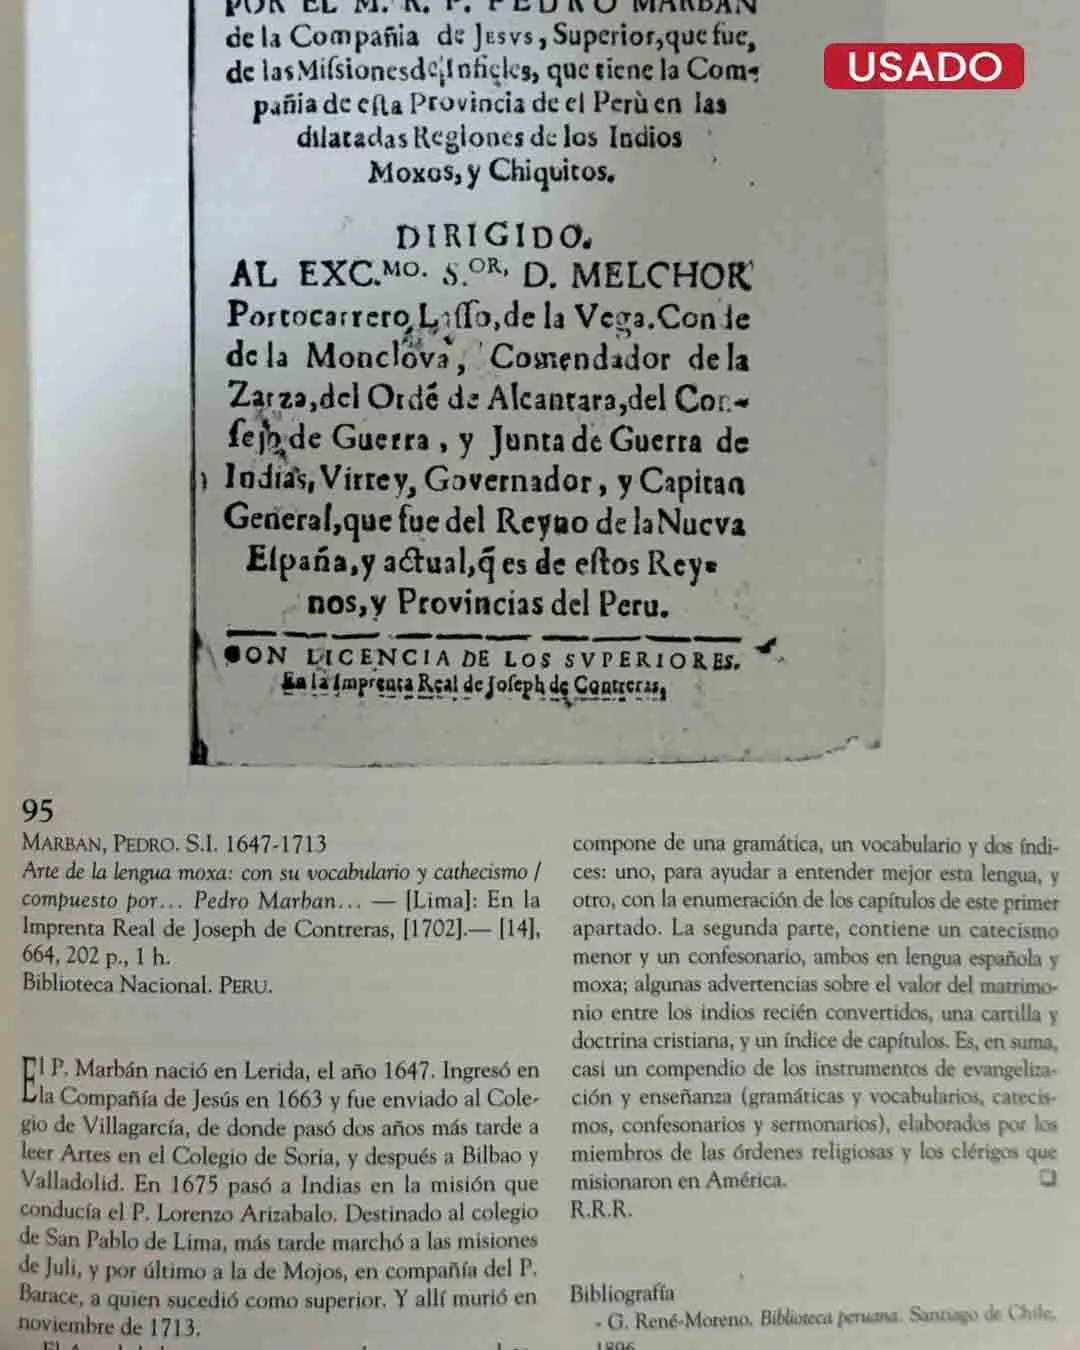 POR EL M. R. P. PEDRO MARBAN
de la Compañia de Jesvs, Superior, que fue,
de las Missiones de Infieles, que tiene la Com-
pañia de esta Provincia de el Perù en las
dilatadas Regiones de los Indios
Moxos, y Chiquitos.
USADO
DIRIGIDO.
AL EXC.MO. S.OR, D. MELCHOR
Portocarrero, Lasso, de la Vega. Conde
de la Monclova, Comendador de la
Zarza, del Ordẽ de Alcantara, del Con-
sejo de Guerra, y Junta de Guerra de
Indias, Virrey, Governador, y Capitan
General, que fue del Reyno de la Nueva
España, y actual, q̃ es de estos Rey-
nos, y Provincias del Peru.
CON LICENCIA DE LOS SVPERIORES.
En la Imprenta Real de Joseph de Contreras,
95
MARBÁN, PEDRO. S.I. 1647-1713
Arte de la lengua moxa: con su vocabulario y cathecismo /
compuesto por... Pedro Marban... — [Lima]: En la
Imprenta Real de Joseph de Contreras, [1702].— [14],
664, 202 p., 1 h.
Biblioteca Nacional. PERU.
El P. Marbán nació en Lerida, el año 1647. Ingresó en
la Compañía de Jesús en 1663 y fue enviado al Cole-
gio de Villagarcía, de donde pasó dos años más tarde a
leer Artes en el Colegio de Soria, y después a Bilbao y
Valladolid. En 1675 pasó a Indias en la misión que
conducía el P. Lorenzo Arizabalo. Destinado al colegio
de San Pablo de Lima, más tarde marchó a las misiones
de Juli, y por último a la de Mojos, en compañía del P.
Barace, a quien sucedió como superior. Y allí murió en
noviembre de 1713.
compone de una gramática, un vocabulario y dos índi-
ces: uno, para ayudar a entender mejor esta lengua, y
otro, con la enumeración de los capítulos de este primer
apartado. La segunda parte, contiene un catecismo
menor y un confesonario, ambos en lengua española y
moxa; algunas advertencias sobre el valor del matrimo-
nio entre los indios recién convertidos, una cartilla y
doctrina cristiana, y un índice de capítulos. Es, en suma,
casi un compendio de los instrumentos de evangeliza-
ción y enseñanza (gramáticas y vocabularios, catecis-
mos, confesonarios y sermonarios), elaborados por los
miembros de las órdenes religiosas y los clérigos que
misionaron en América. ❏
R.R.R.
Bibliografía
- G. René-Moreno. Biblioteca peruana. Santiago de Chile,
1896